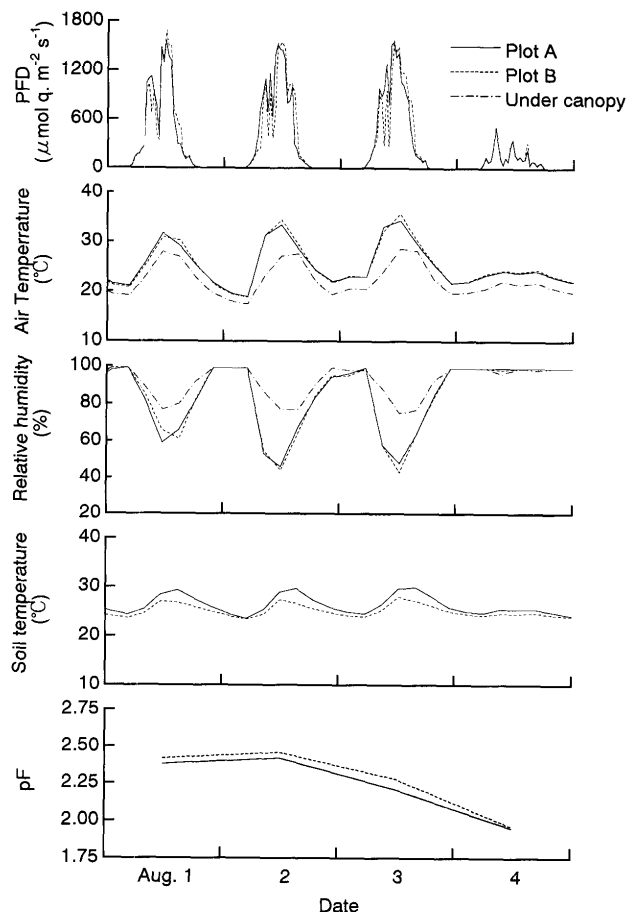 PFD
(μmol q. m⁻² s⁻¹)
1800
1200
600
0
Plot A
Plot B
Under canopy
Air Temperrature
(°C)
40
30
20
10
Relative humidity
(%)
100
80
60
40
20
Soil temperature
(°C)
40
30
20
10
pF
2.75
2.50
2.25
2.00
1.75
Aug. 1 2 3 4
Date